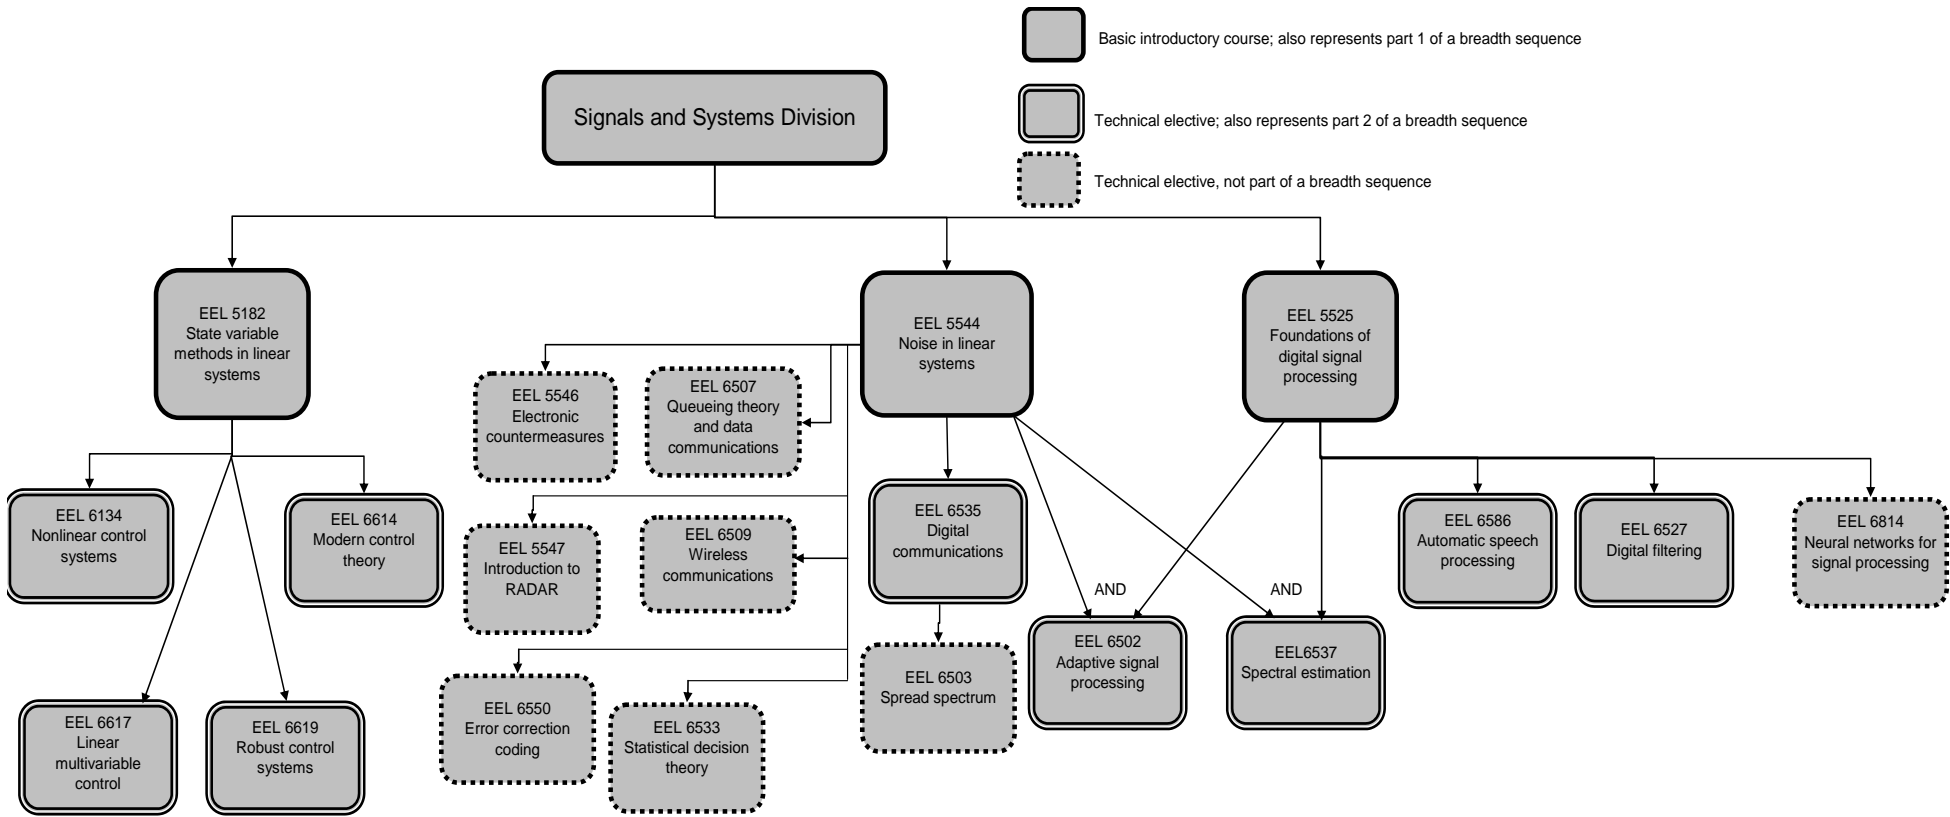 Basic introductory course; also represents part 1 of a breadth sequence
Signals and Systems Division
Technical elective; also represents part 2 of a breadth sequence
Technical elective, not part of a breadth sequence
EEL 5182
State variable
methods in linear
systems
EEL 5544
Noise in linear
systems
EEL 5525
Foundations of
digital signal
processing
EEL 5546
Electronic
countermeasures
EEL 6507
Queueing theory
and data
communications
EEL 6134
Nonlinear control
systems
EEL 6614
Modern control
theory
EEL 5547
Introduction to
RADAR
EEL 6509
Wireless
communications
EEL 6535
Digital
communications
EEL 6586
Automatic speech
processing
EEL 6527
Digital filtering
EEL 6814
Neural networks for
signal processing
AND
AND
EEL 6617
Linear
multivariable
control
EEL 6619
Robust control
systems
EEL 6550
Error correction
coding
EEL 6533
Statistical decision
theory
EEL 6503
Spread spectrum
EEL 6502
Adaptive signal
processing
EEL6537
Spectral estimation